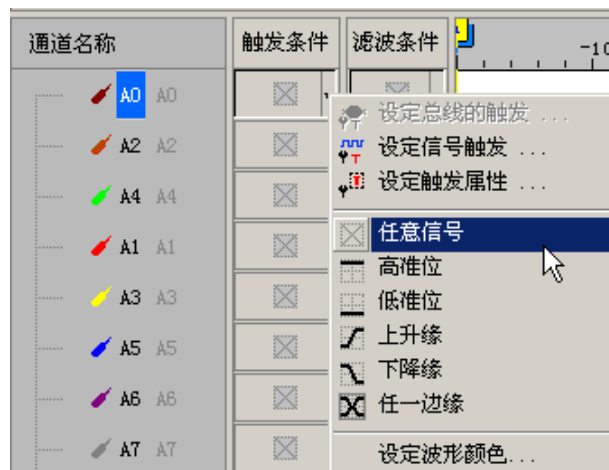 通道名称 触发条件 滤波条件 -10
A0 A0
A2 A2
A4 A4
A1 A1
A3 A3
A5 A5
A6 A6
A7 A7
设定总线的触发 ...
设定信号触发 ...
设定触发属性 ...
任意信号
高准位
低准位
上升缘
下降缘
任一边缘
设定波形颜色...